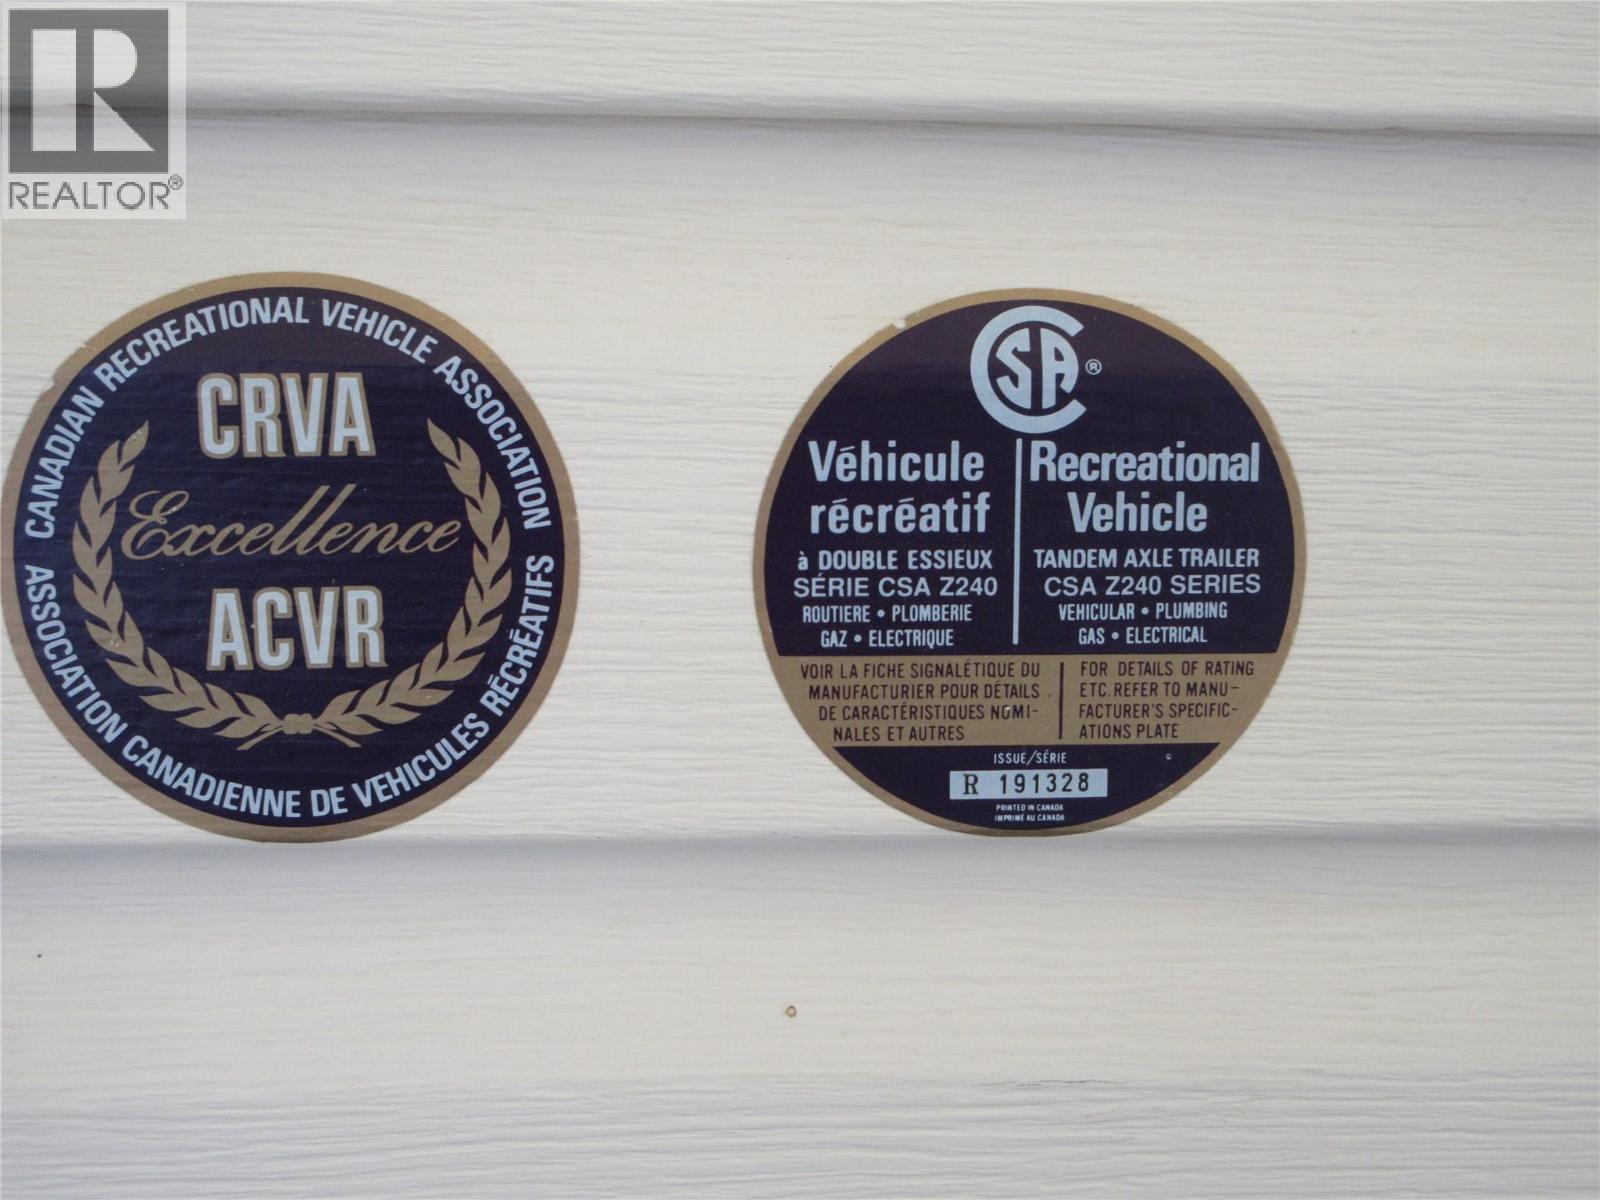 REALTOR®
CANADIAN RECREATIONAL VEHICLE ASSOCIATION
CRVA
Excellence
ACVR
ASSOCIATION CANADIENNE DE VEHICULES RÉCRÉATIFS
CSA®
Véhicule
récréatif
à DOUBLE ESSIEUX
SÉRIE CSA Z240
ROUTIERE • PLOMBERIE
GAZ • ELECTRIQUE
Recreational
Vehicle
TANDEM AXLE TRAILER
CSA Z240 SERIES
VEHICULAR • PLUMBING
GAS • ELECTRICAL
VOIR LA FICHE SIGNALÉTIQUE DU
MANUFACTURIER POUR DÉTAILS
DE CARACTÉRISTIQUES NOMI-
NALES ET AUTRES
FOR DETAILS OF RATING
ETC. REFER TO MANU-
FACTURER'S SPECIFIC-
ATIONS PLATE
ISSUE/SÉRIE
R 191328
PRINTED IN CANADA
IMPRIMÉ AU CANADA